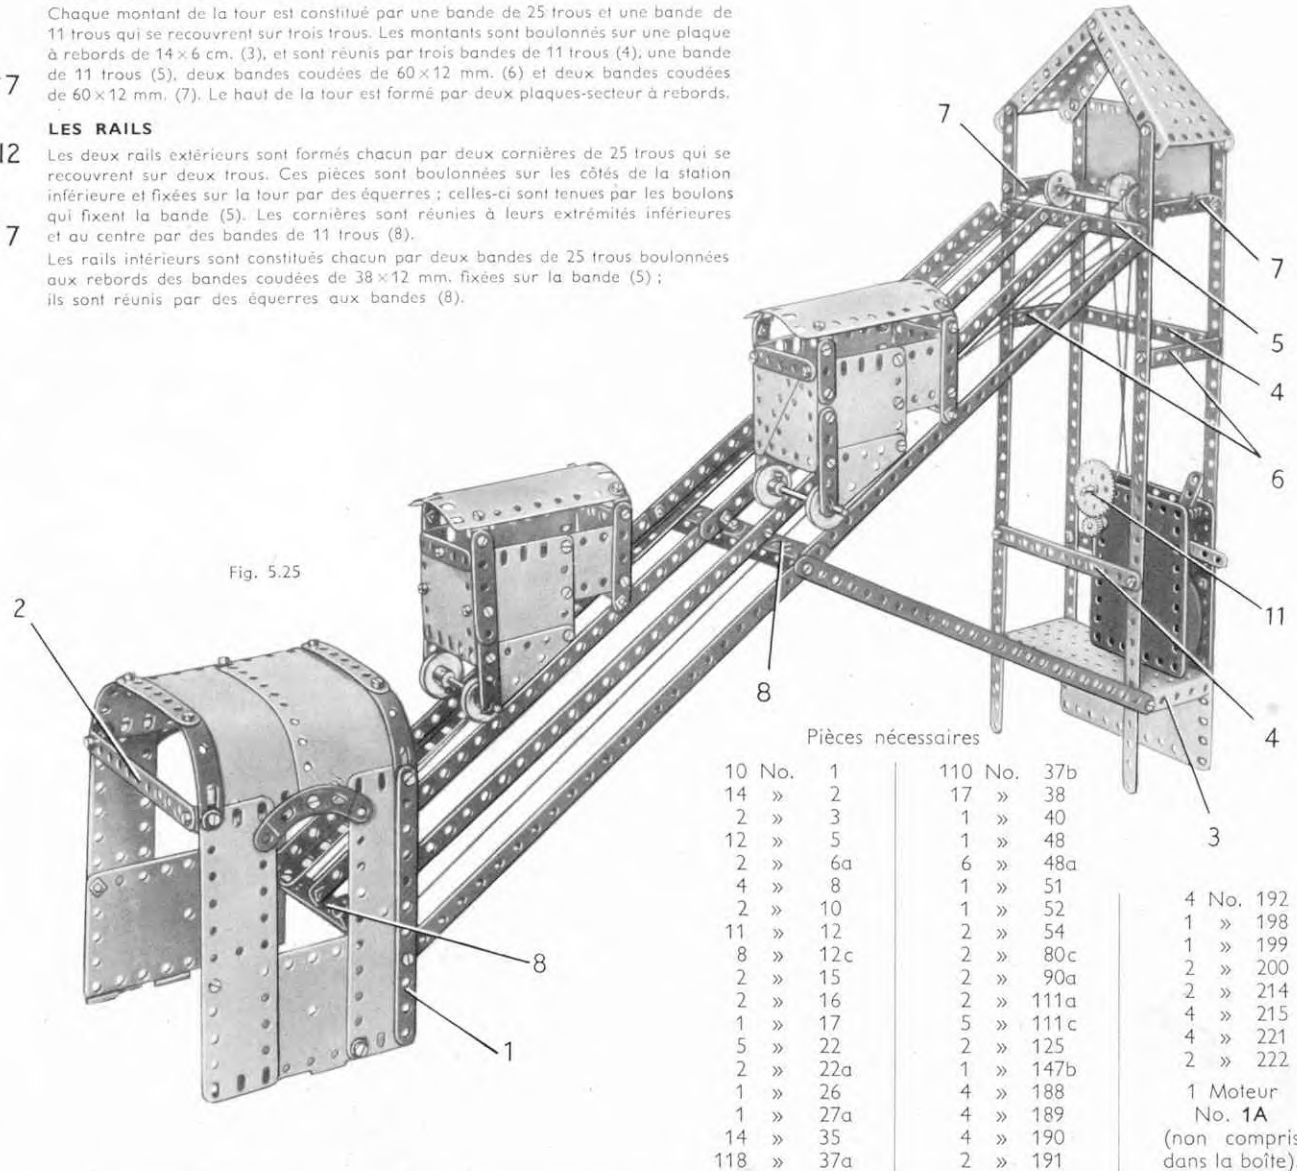 Chaque montant de la tour est constitué par une bande de 25 trous et une bande de
11 trous qui se recouvrent sur trois trous. Les montants sont boulonnés sur une plaque
à rebords de 14 × 6 cm. (3), et sont réunis par trois bandes de 11 trous (4), une bande
de 11 trous (5), deux bandes coudées de 60 × 12 mm. (6) et deux bandes coudées
7
de 60 × 12 mm. (7). Le haut de la tour est formé par deux plaques-secteur à rebords.
LES RAILS
12
Les deux rails extérieurs sont formés chacun par deux cornières de 25 trous qui se
recouvrent sur deux trous. Ces pièces sont boulonnées sur les côtés de la station
inférieure et fixées sur la tour par des équerres ; celles-ci sont tenues par les boulons
7
qui fixent la bande (5). Les cornières sont réunies à leurs extrémités inférieures
et au centre par des bandes de 11 trous (8).
Les rails intérieurs sont constitués chacun par deux bandes de 25 trous boulonnées
aux rebords des bandes coudées de 38 × 12 mm. fixées sur la bande (5) ;
ils sont réunis par des équerres aux bandes (8).
7
7
5
4
6
Fig. 5.25
2
11
8
4
3
8
1
Pièces nécessaires
10 No. 1
14 » 2
2 » 3
12 » 5
2 » 6a
4 » 8
2 » 10
11 » 12
8 » 12c
2 » 15
2 » 16
1 » 17
5 » 22
2 » 22a
1 » 26
1 » 27a
14 » 35
118 » 37a
110 No. 37b
17 » 38
1 » 40
1 » 48
6 » 48a
1 » 51
1 » 52
2 » 54
2 » 80c
2 » 90a
2 » 111a
5 » 111c
2 » 125
1 » 147b
4 » 188
4 » 189
4 » 190
2 » 191
4 No. 192
1 » 198
1 » 199
2 » 200
2 » 214
4 » 215
4 » 221
2 » 222
1 Moteur
No. 1A
(non compris
dans la boîte)